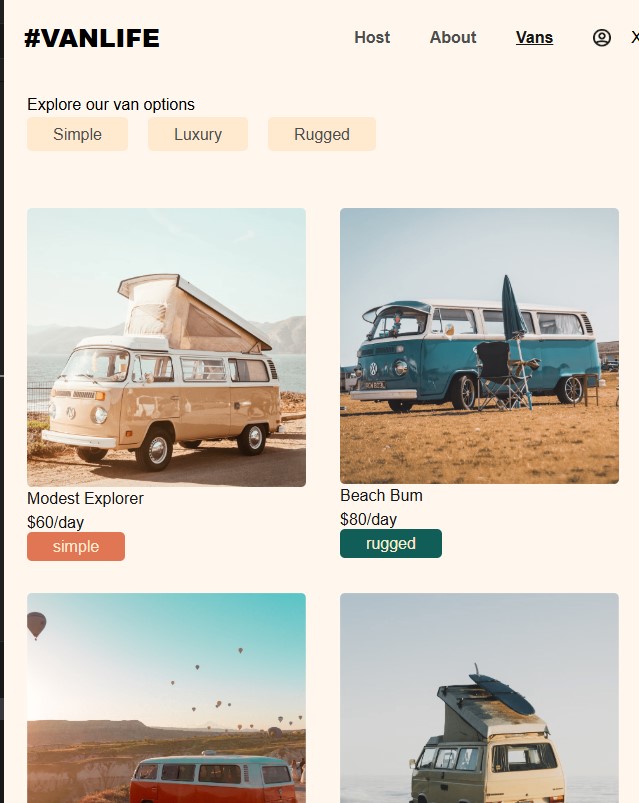 #VANLIFE
Host About Vans X
Explore our van options
Simple Luxury Rugged
Modest Explorer
$60/day
simple
Beach Bum
$80/day
rugged